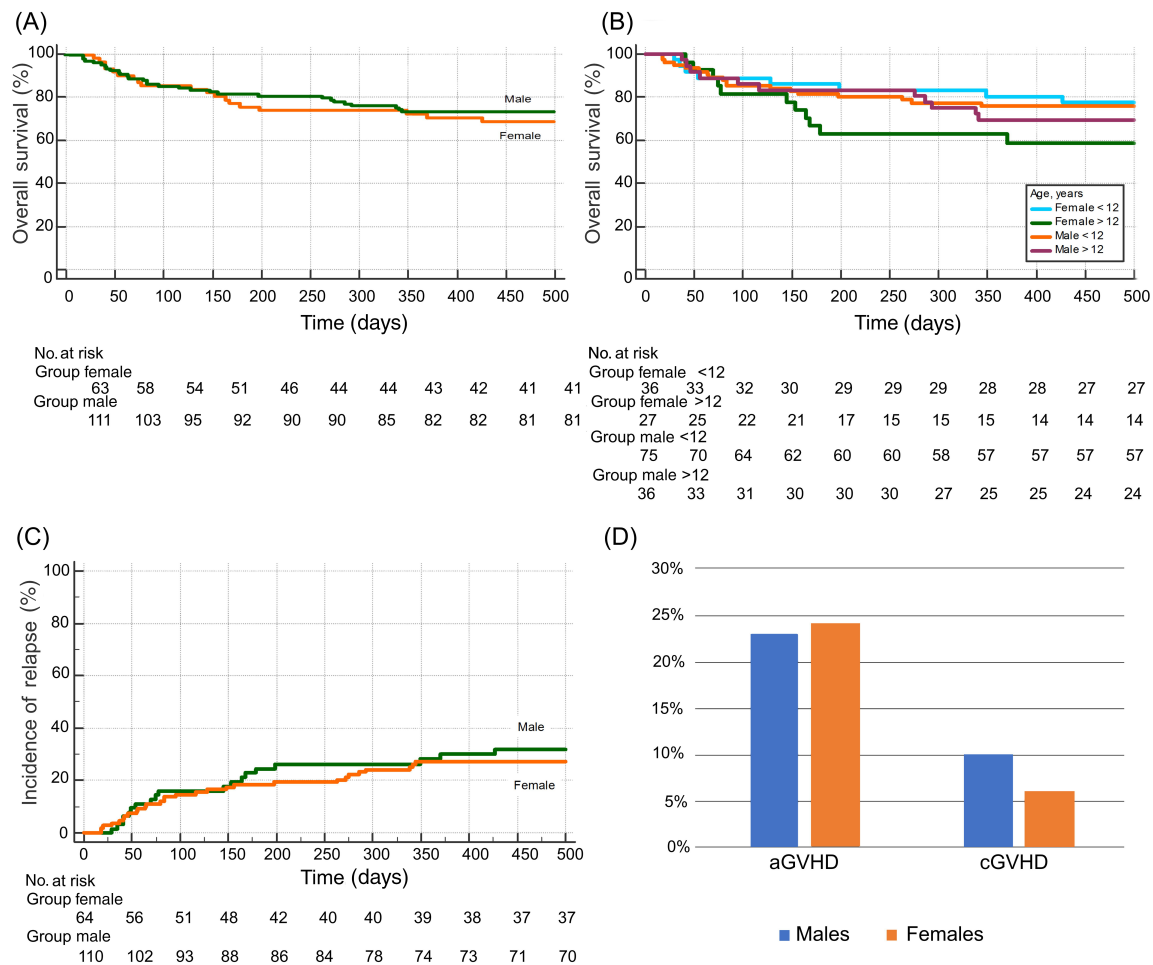 (A)
Overall survival (%)
100
80
60
40
20
0
Male
Female
0 50 100 150 200 250 300 350 400 450 500
Time (days)
No. at risk
Group female
63 58 54 51 46 44 44 43 42 41 41
Group male
111 103 95 92 90 90 85 82 82 81 81
(B)
Overall survival (%)
100
80
60
40
20
0
Age, years
Female < 12
Female > 12
Male < 12
Male > 12
0 50 100 150 200 250 300 350 400 450 500
Time (days)
No. at risk
Group female <12
36 33 32 30 29 29 29 28 28 27 27
Group female >12
27 25 22 21 17 15 15 15 14 14 14
Group male <12
75 70 64 62 60 60 58 57 57 57 57
Group male >12
36 33 31 30 30 30 27 25 25 24 24
(C)
Incidence of relapse (%)
100
80
60
40
20
0
Male
Female
0 50 100 150 200 250 300 350 400 450 500
Time (days)
No. at risk
Group female
64 56 51 48 42 40 40 39 38 37 37
Group male
110 102 93 88 86 84 78 74 73 71 70
(D)
30%
25%
20%
15%
10%
5%
0%
aGVHD cGVHD
Males Females